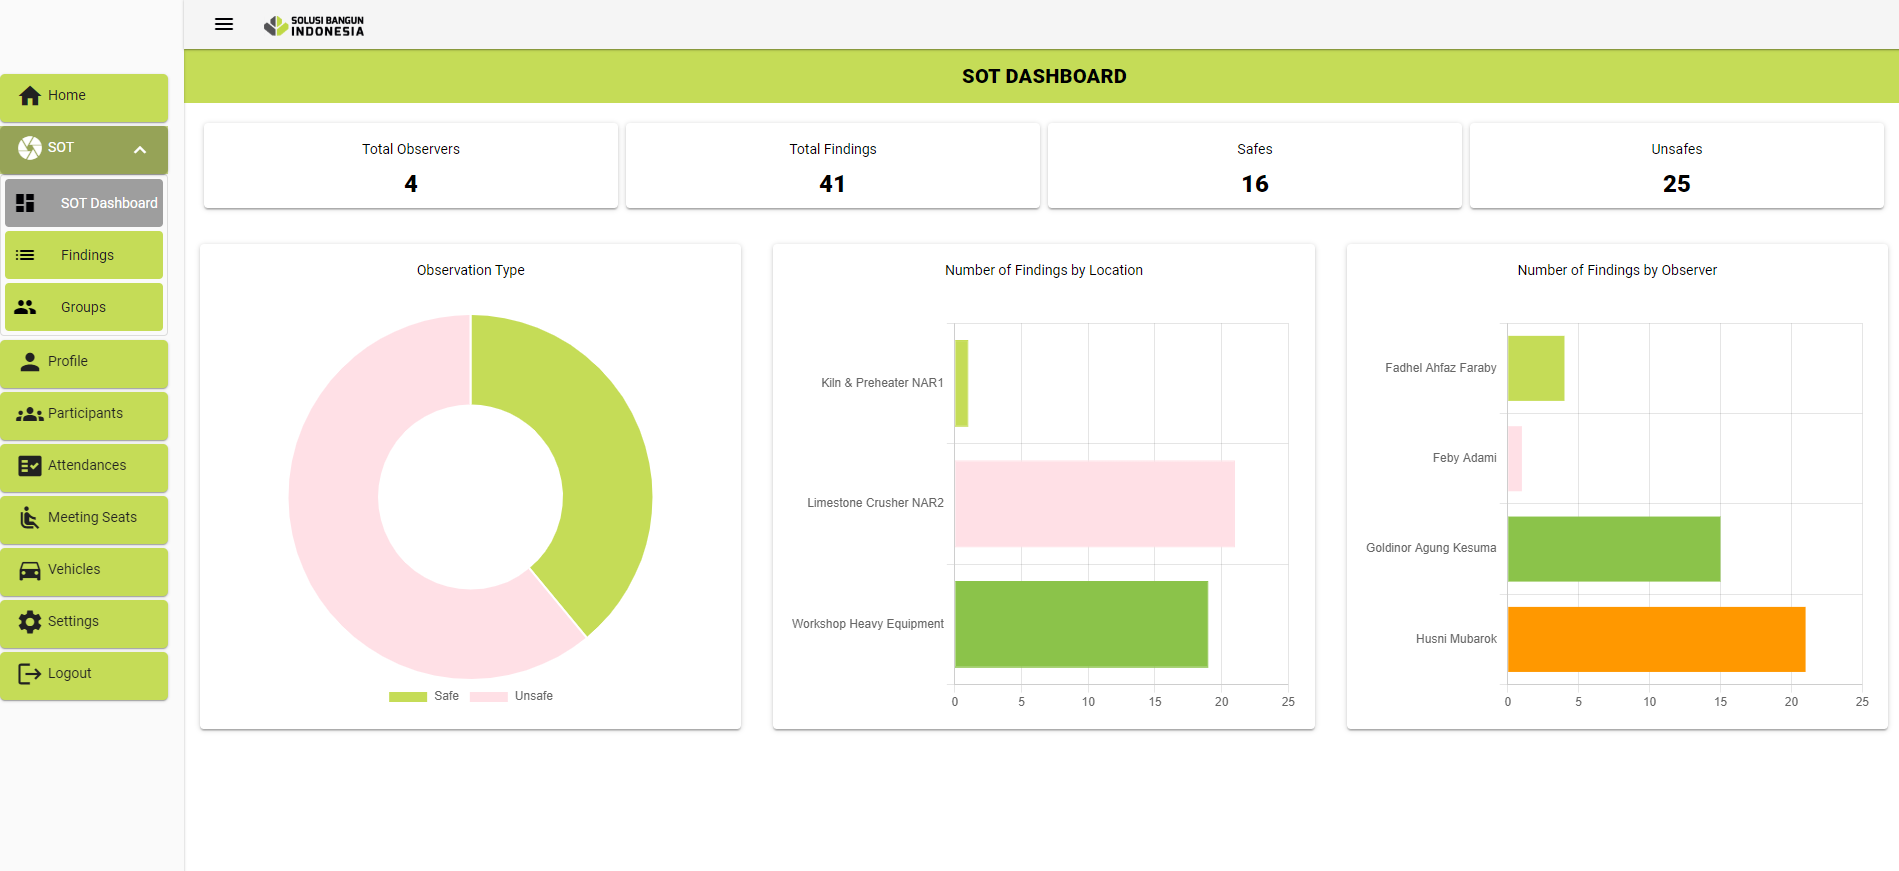 SOLUSI BANGUN
INDONESIA
SOT DASHBOARD
Home
SOT
SOT Dashboard
Findings
Groups
Profile
Participants
Attendances
Meeting Seats
Vehicles
Settings
Logout
Total Observers
4
Total Findings
41
Safes
16
Unsafes
25
Observation Type
Safe
Unsafe
Number of Findings by Location
Kiln & Preheater NAR1
Limestone Crusher NAR2
Workshop Heavy Equipment
0 5 10 15 20 25
Number of Findings by Observer
Fadhel Ahfaz Faraby
Feby Adami
Goldinor Agung Kesuma
Husni Mubarok
0 5 10 15 20 25